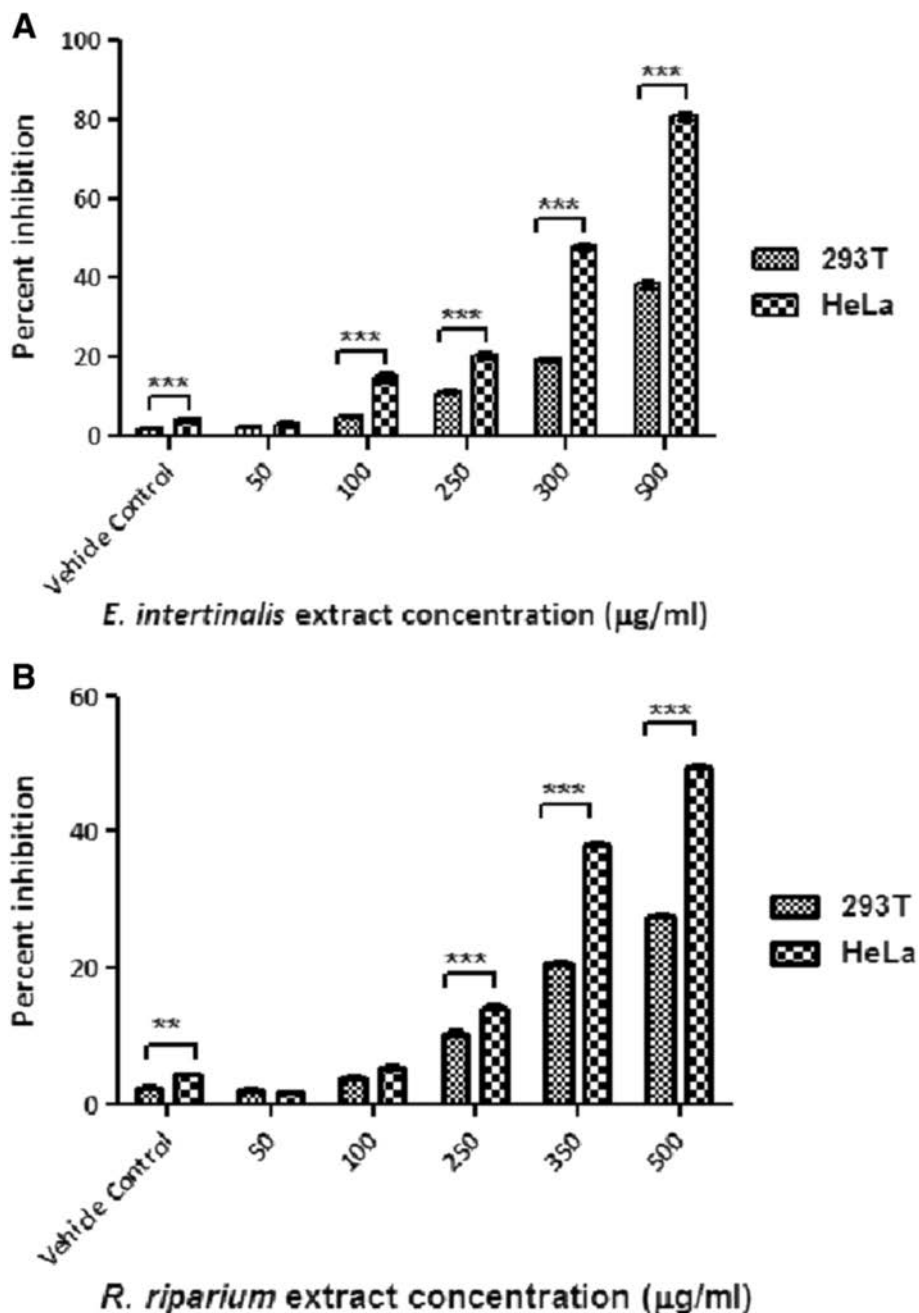 A
100
80
60
40
20
0
Percent inhibition
***
***
***
***
***
293T
HeLa
Vehicle Control
50
100
250
300
500
E. intertinalis extract concentration (μg/ml)
B
60
40
20
0
Percent inhibition
**
***
***
***
293T
HeLa
Vehicle Control
50
100
250
350
500
R. riparium extract concentration (μg/ml)